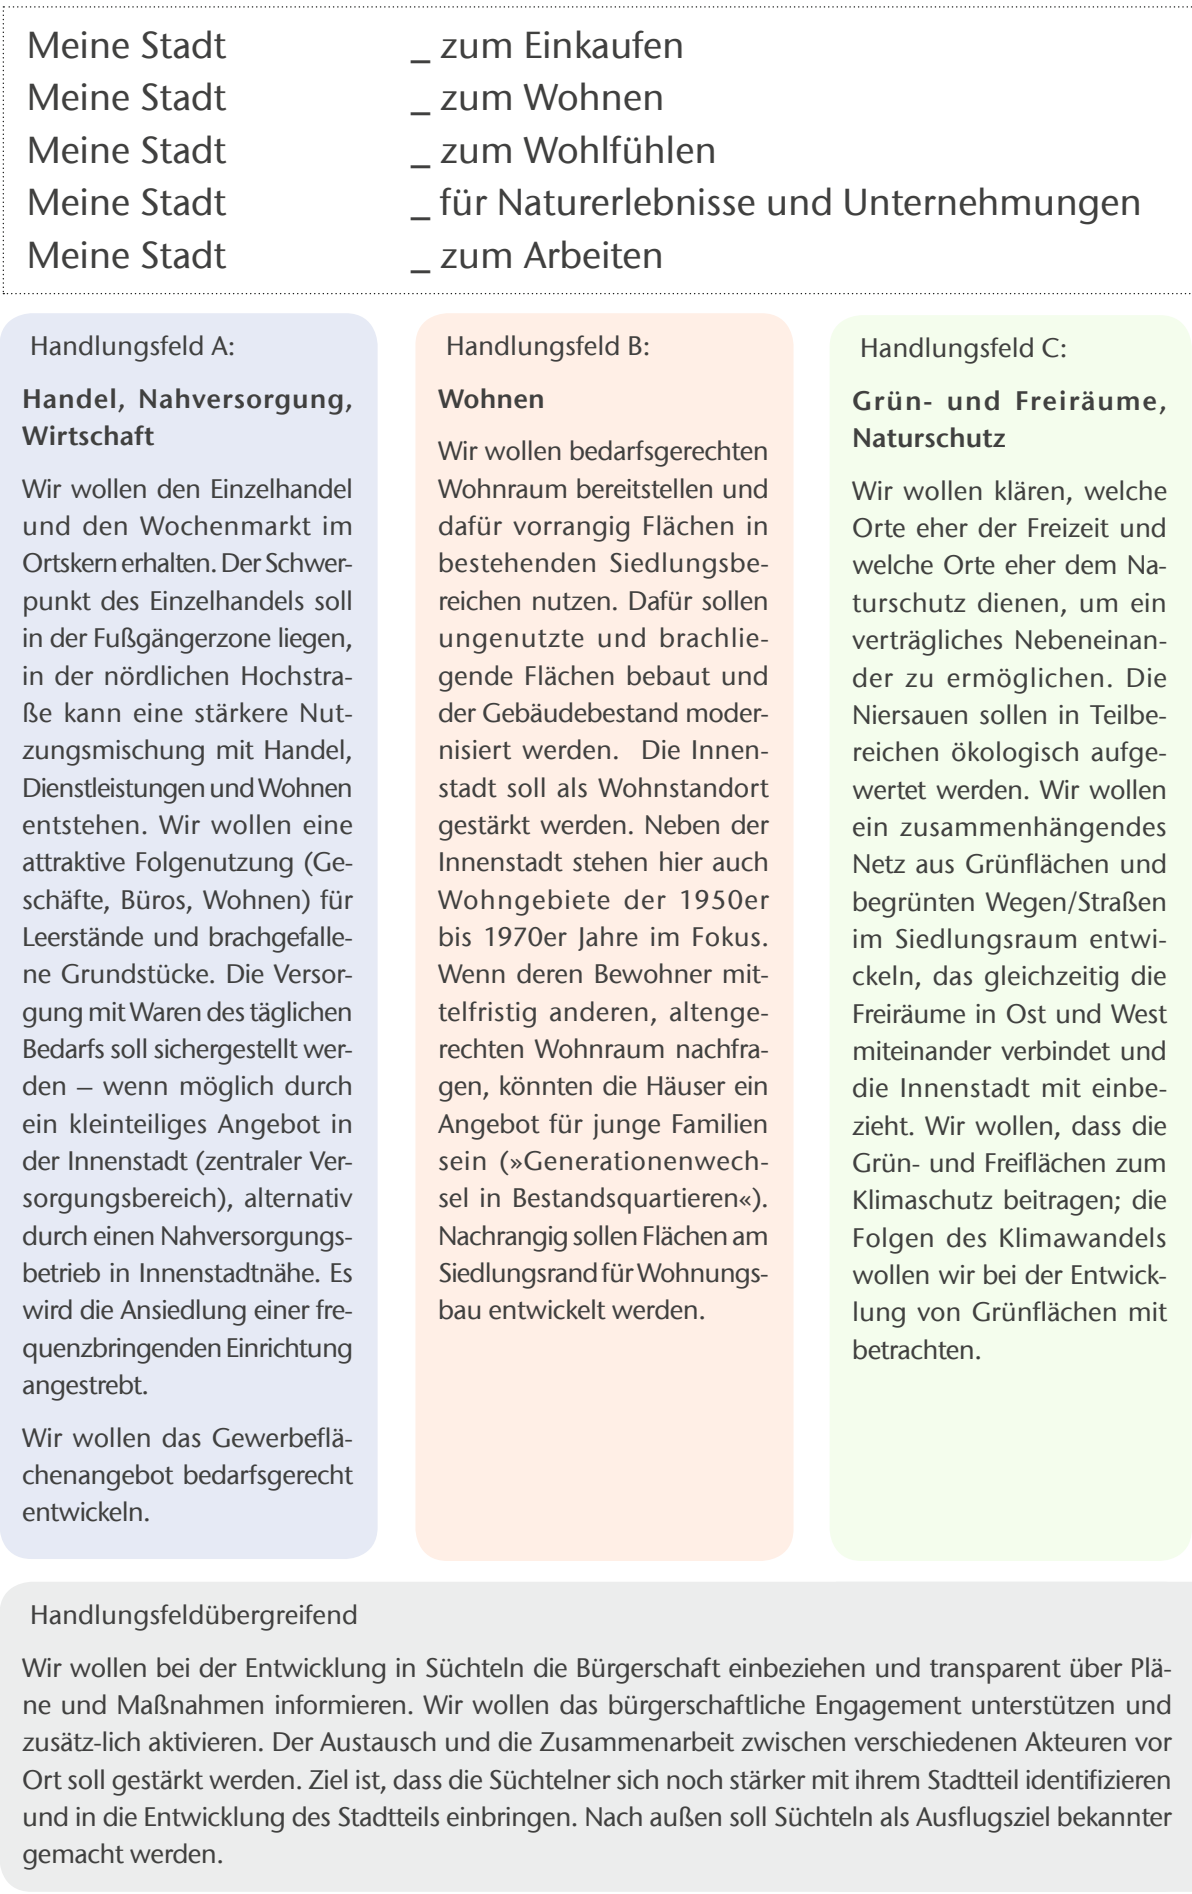 Meine Stadt _ zum Einkaufen
Meine Stadt _ zum Wohnen
Meine Stadt _ zum Wohlfühlen
Meine Stadt _ für Naturerlebnisse und Unternehmungen
Meine Stadt _ zum Arbeiten
Handlungsfeld A:
Handel, Nahversorgung,
Wirtschaft
Wir wollen den Einzelhandel
und den Wochenmarkt im
Ortskern erhalten. Der Schwer-
punkt des Einzelhandels soll
in der Fußgängerzone liegen,
in der nördlichen Hochstra-
ße kann eine stärkere Nut-
zungsmischung mit Handel,
Dienstleistungen und Wohnen
entstehen. Wir wollen eine
attraktive Folgenutzung (Ge-
schäfte, Büros, Wohnen) für
Leerstände und brachgefalle-
ne Grundstücke. Die Versor-
gung mit Waren des täglichen
Bedarfs soll sichergestellt wer-
den – wenn möglich durch
ein kleinteiliges Angebot in
der Innenstadt (zentraler Ver-
sorgungsbereich), alternativ
durch einen Nahversorgungs-
betrieb in Innenstadtnähe. Es
wird die Ansiedlung einer fre-
quenzbringenden Einrichtung
angestrebt.
Wir wollen das Gewerbeflä-
chenangebot bedarfsgerecht
entwickeln.
Handlungsfeld B:
Wohnen
Wir wollen bedarfsgerechten
Wohnraum bereitstellen und
dafür vorrangig Flächen in
bestehenden Siedlungsbe-
reichen nutzen. Dafür sollen
ungenutzte und brachlie-
gende Flächen bebaut und
der Gebäudebestand moder-
nisiert werden. Die Innen-
stadt soll als Wohnstandort
gestärkt werden. Neben der
Innenstadt stehen hier auch
Wohngebiete der 1950er
bis 1970er Jahre im Fokus.
Wenn deren Bewohner mit-
telfristig anderen, altenge-
rechten Wohnraum nachfra-
gen, könnten die Häuser ein
Angebot für junge Familien
sein (»Generationenwech-
sel in Bestandsquartieren«).
Nachrangig sollen Flächen am
Siedlungsrand für Wohnungs-
bau entwickelt werden.
Handlungsfeld C:
Grün- und Freiräume,
Naturschutz
Wir wollen klären, welche
Orte eher der Freizeit und
welche Orte eher dem Na-
turschutz dienen, um ein
verträgliches Nebeneinan-
der zu ermöglichen. Die
Niersauen sollen in Teilbe-
reichen ökologisch aufge-
wertet werden. Wir wollen
ein zusammenhängendes
Netz aus Grünflächen und
begrünten Wegen/Straßen
im Siedlungsraum entwi-
ckeln, das gleichzeitig die
Freiräume in Ost und West
miteinander verbindet und
die Innenstadt mit einbe-
zieht. Wir wollen, dass die
Grün- und Freiflächen zum
Klimaschutz beitragen; die
Folgen des Klimawandels
wollen wir bei der Entwick-
lung von Grünflächen mit
betrachten.
Handlungsfeldübergreifend
Wir wollen bei der Entwicklung in Süchteln die Bürgerschaft einbeziehen und transparent über Plä-
ne und Maßnahmen informieren. Wir wollen das bürgerschaftliche Engagement unterstützen und
zusätz-lich aktivieren. Der Austausch und die Zusammenarbeit zwischen verschiedenen Akteuren vor
Ort soll gestärkt werden. Ziel ist, dass die Süchtelner sich noch stärker mit ihrem Stadtteil identifizieren
und in die Entwicklung des Stadtteils einbringen. Nach außen soll Süchteln als Ausflugsziel bekannter
gemacht werden.